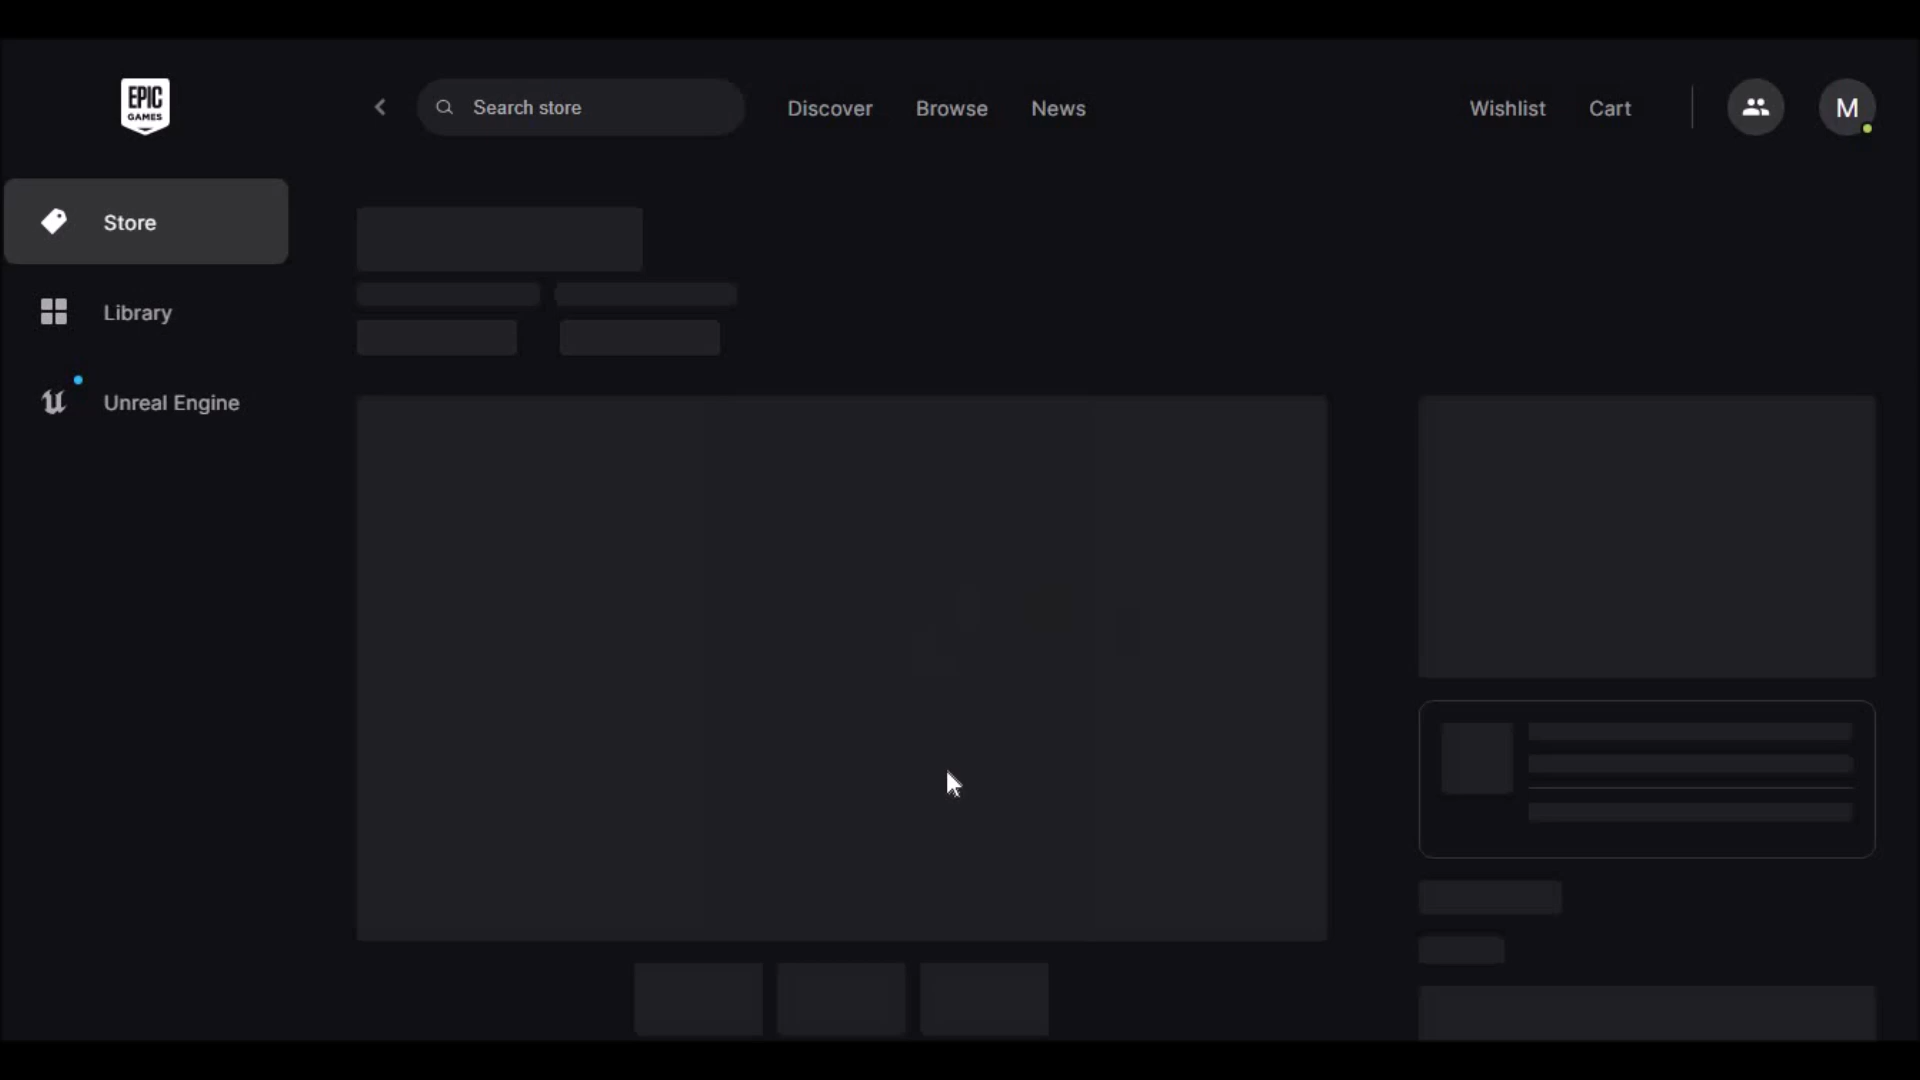 EPIC
GAMES
Search store
Discover
Browse
News
Wishlist
Cart
M
Store
Library
Unreal Engine